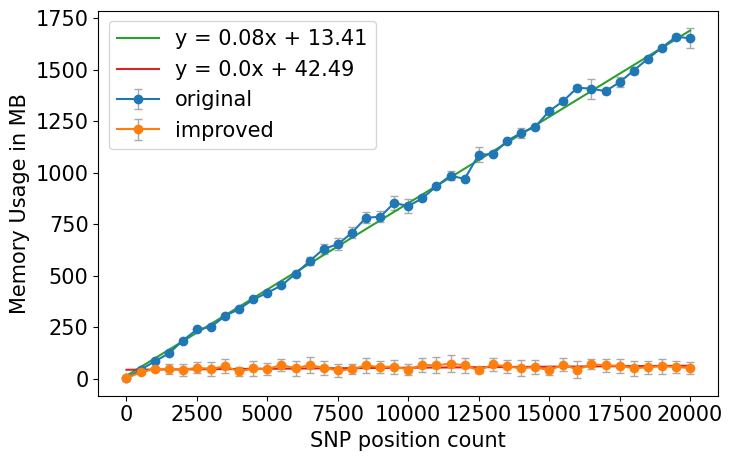 1750
1500
1250
1000
750
500
250
0
Memory Usage in MB
y = 0.08x + 13.41
y = 0.0x + 42.49
original
improved
0 2500 5000 7500 10000 12500 15000 17500 20000
SNP position count